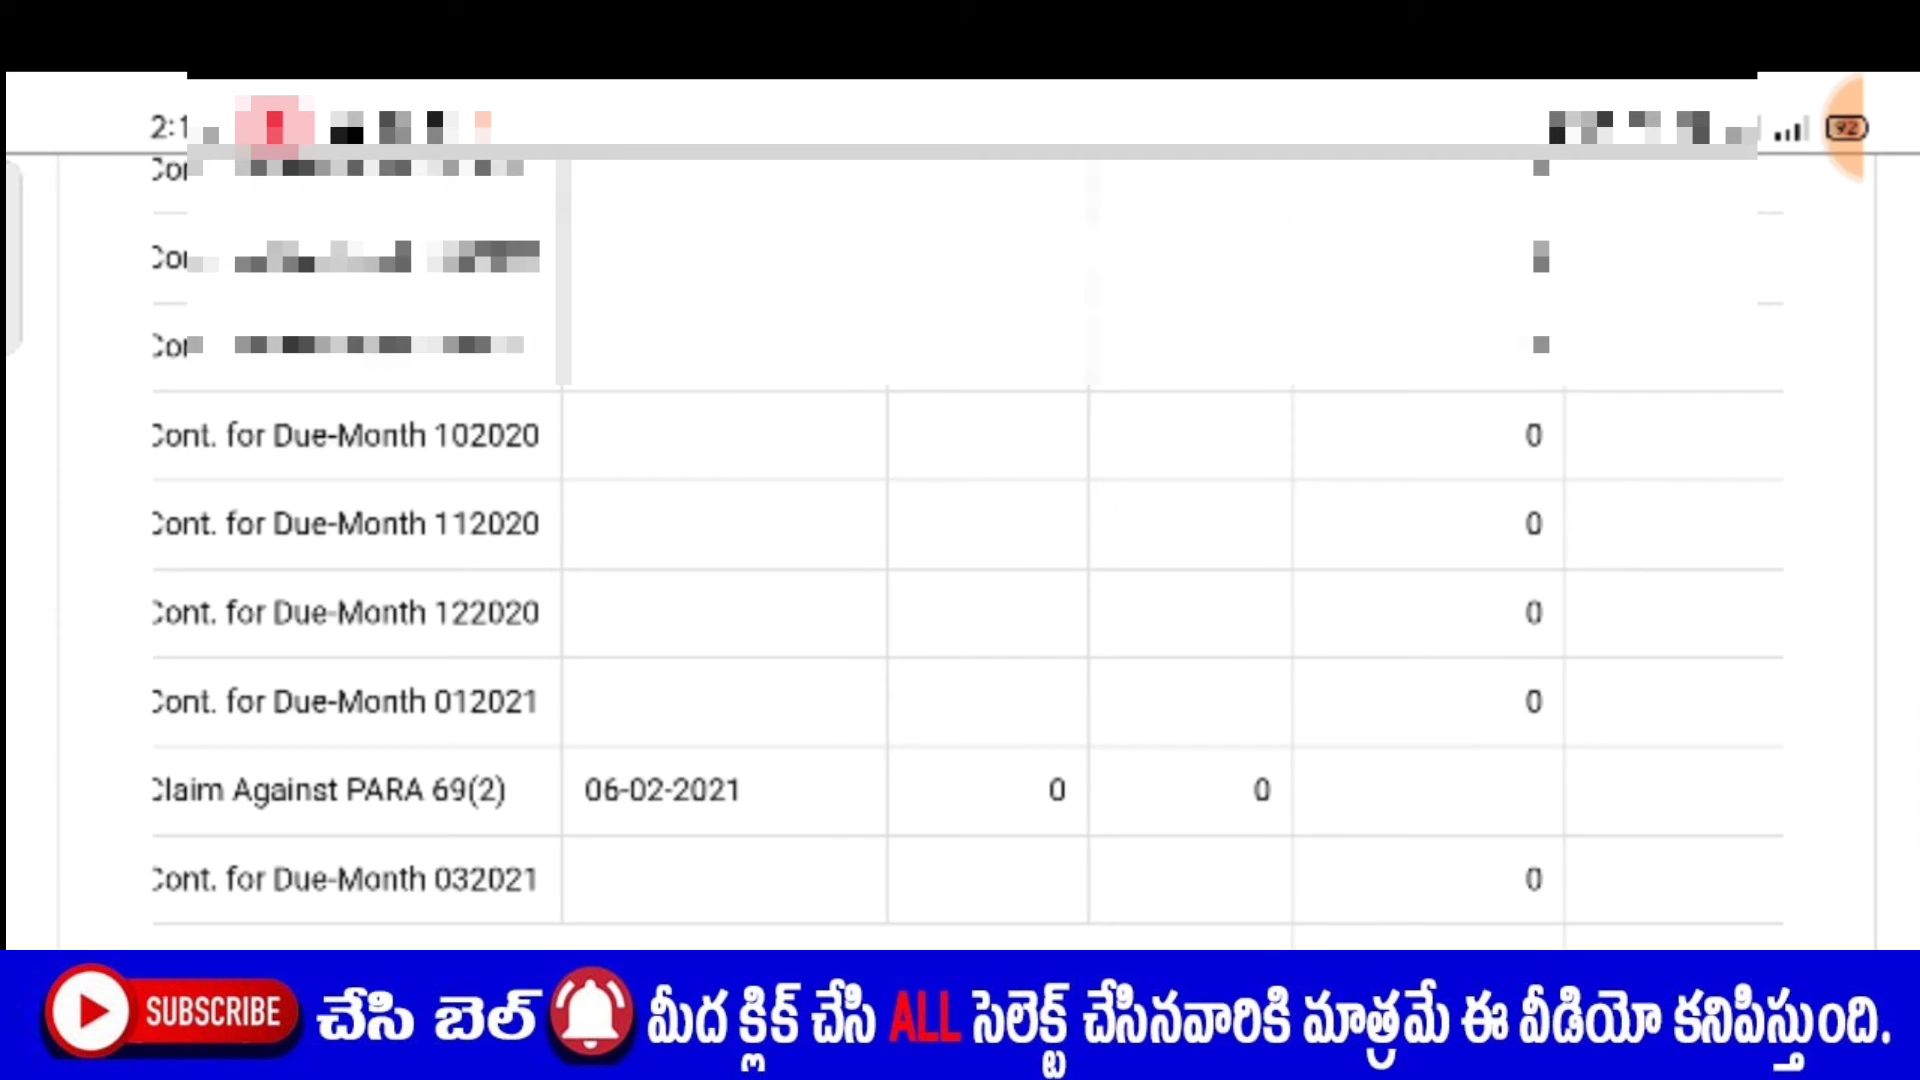 92
Cont. for Due-Month 102020 0
Cont. for Due-Month 112020 0
Cont. for Due-Month 122020 0
Cont. for Due-Month 012021 0
Claim Against PARA 69(2) 06-02-2021 0 0
Cont. for Due-Month 032021 0
SUBSCRIBE చేసి బెల్ మీద క్లిక్ చేసి ALL సెలెక్ట్ చేసినవారికి మాత్రమే ఈ వీడియో కనిపిస్తుంది.